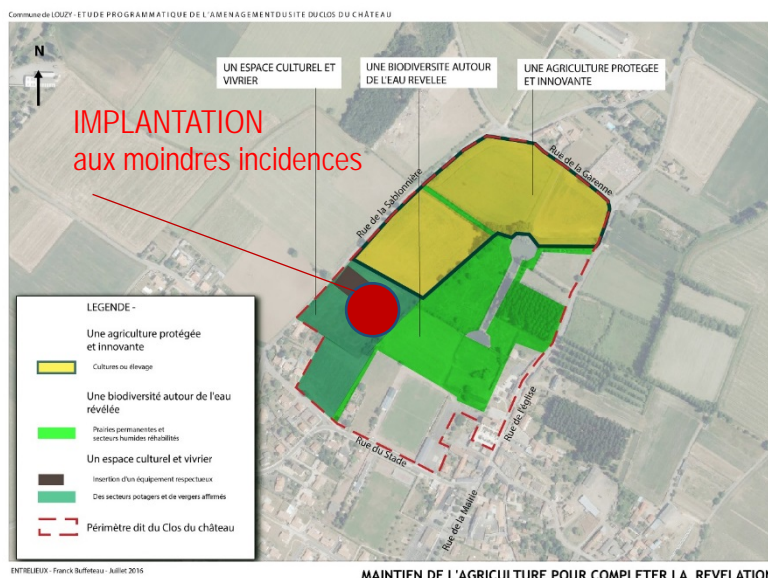 Commune de LOUZY - ETUDE PROGRAMMATIQUE DE L'AMENAGEMENT DU SITE DU CLOS DU CHÂTEAU
N
UN ESPACE CULTUREL ET
VIVRIER
UNE BIODIVERSITE AUTOUR
DE L'EAU REVELEE
UNE AGRICULTURE PROTEGEE
ET INNOVANTE
IMPLANTATION
aux moindres incidences
Rue de la Garenne
Rue de la Sablonnière
LEGENDE -
Une agriculture protégée
et innovante
Cultures ou élevage
Une biodiversité autour de l'eau
révélée
Prairies permanentes et
secteurs humides réhabilités
Un espace culturel et vivrier
Insertion d'un équipement respectueux
Des secteurs potagers et de vergers affirmés
Périmètre dit du Clos du château
Rue de l'église
Rue du Stade
Rue de la Mairie
ENTRELIEUX - Franck Buffeteau - Juillet 2016
MAINTIEN DE L'AGRICULTURE POUR COMPLETER LA REVELATION